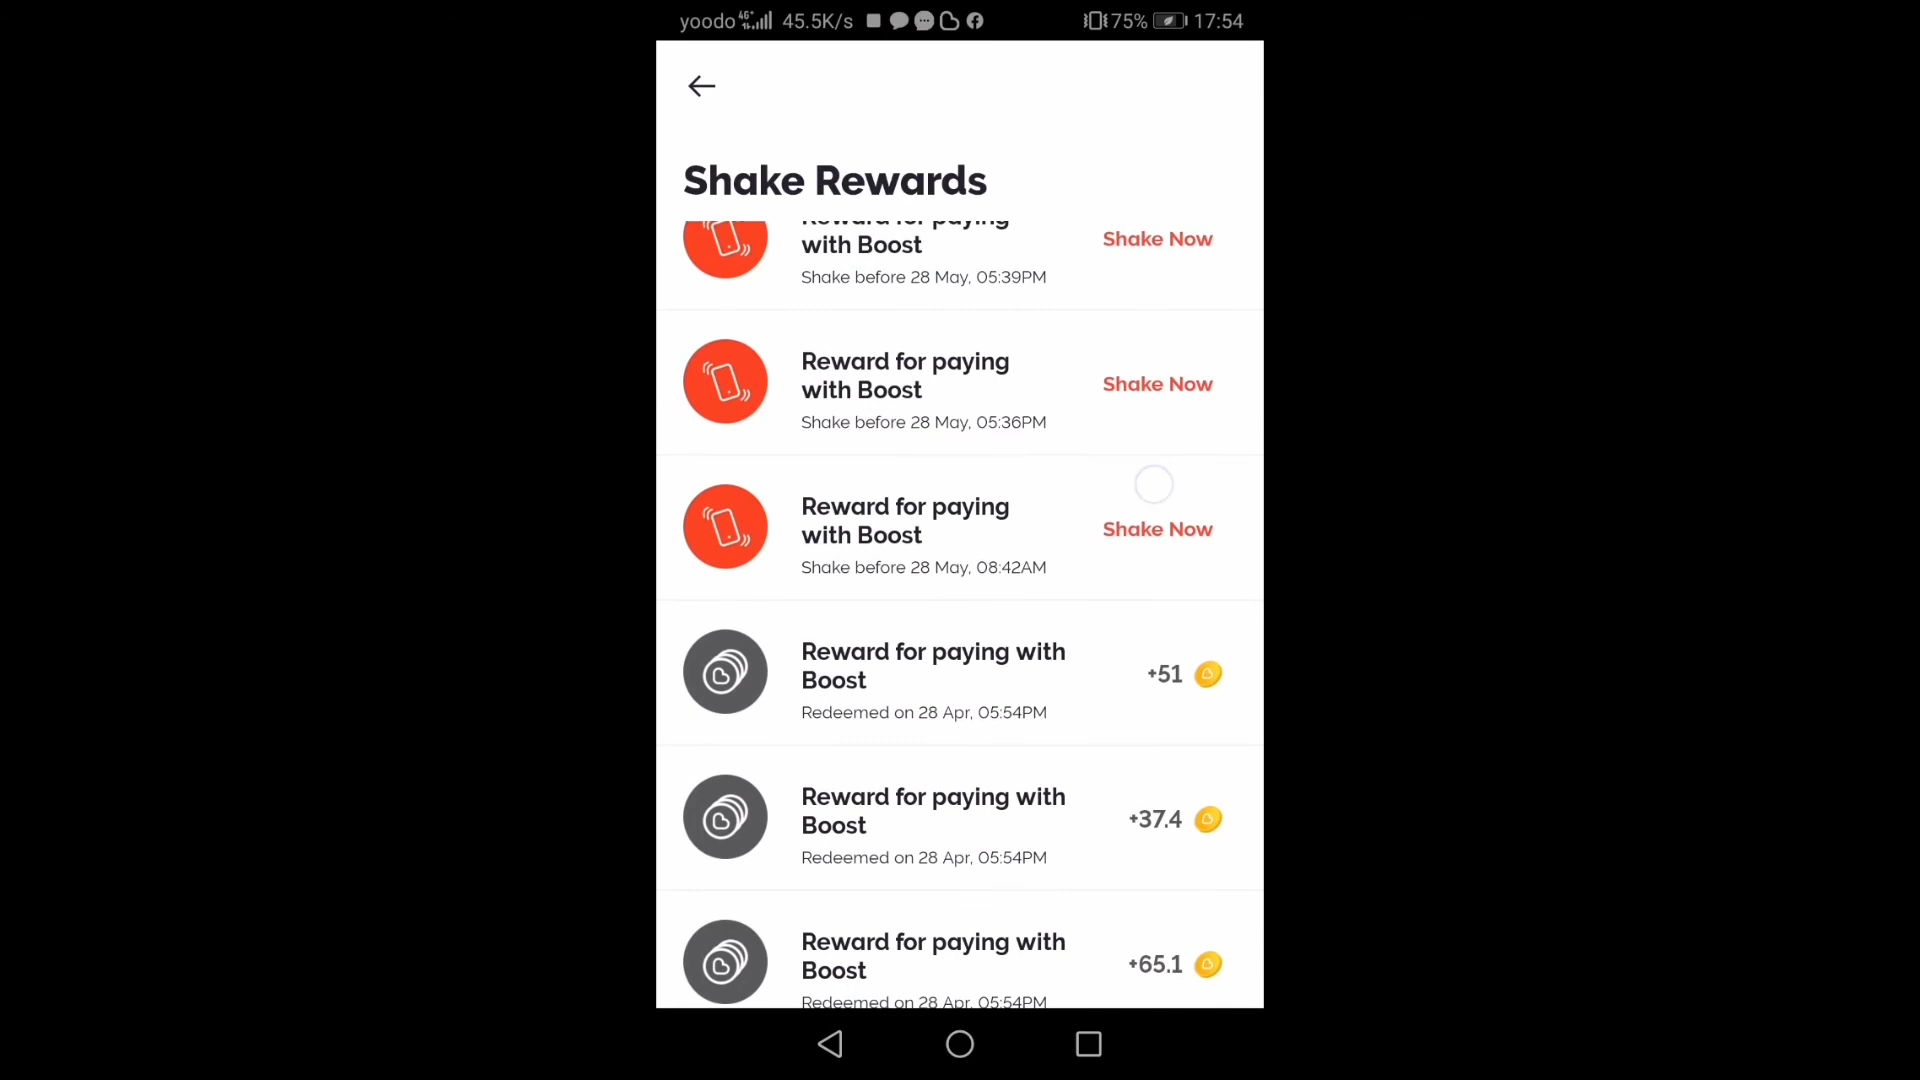 yoodo 4G+ 45.5K/s 75% 17:54
Shake Rewards
Reward for paying
with Boost
Shake Now
Shake before 28 May, 05:39PM
Reward for paying
with Boost
Shake Now
Shake before 28 May, 05:36PM
Reward for paying
with Boost
Shake Now
Shake before 28 May, 08:42AM
Reward for paying with
Boost
+51
Redeemed on 28 Apr, 05:54PM
Reward for paying with
Boost
+37.4
Redeemed on 28 Apr, 05:54PM
Reward for paying with
Boost
+65.1
Redeemed on 28 Apr, 05:54PM